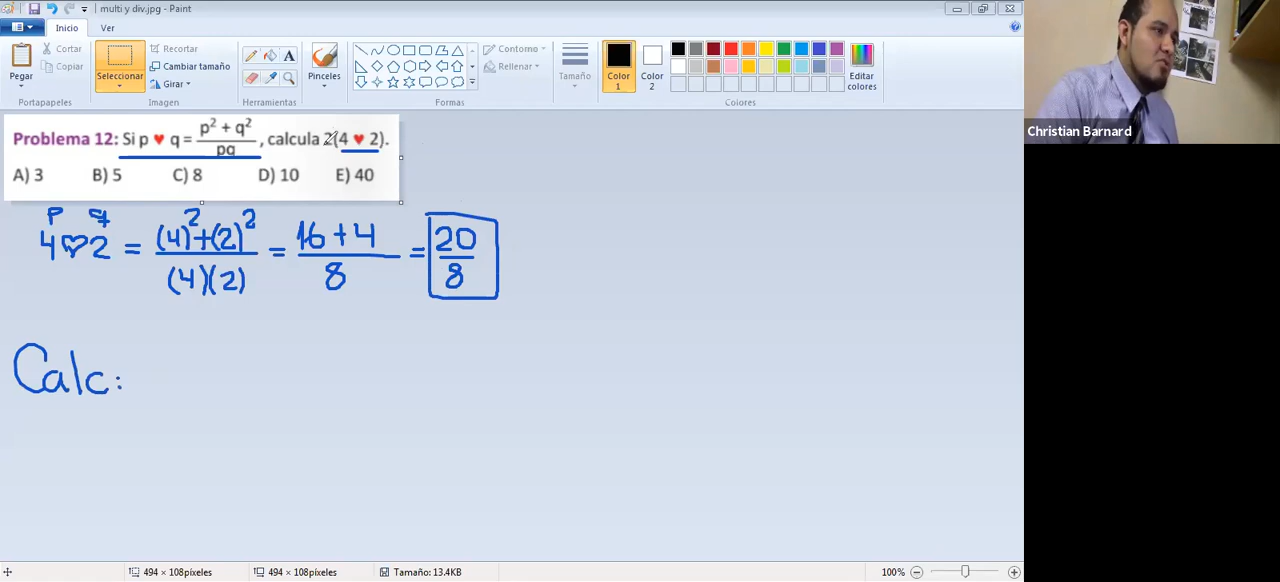 multi y div.jpg - Paint
Inicio
Ver
Pegar
Cortar
Copiar
Portapapeles
Seleccionar
Recortar
Cambiar tamaño
Girar
Imagen
A
Herramientas
Pinceles
Formas
Contorno
Rellenar
Tamaño
Color 1
Color 2
Editar colores
Colores
Christian Barnard
Problema 12: Si p ♥ q = (p² + q²)/pq, calcula 2(4 ♥ 2).
A) 3 B) 5 C) 8 D) 10 E) 40
p q
4♡2 = ((4)²+(2)²)/((4)(2)) = (16+4)/8 = 20/8
Calc:
494 × 108píxeles
494 × 108píxeles
Tamaño: 13.4KB
100%